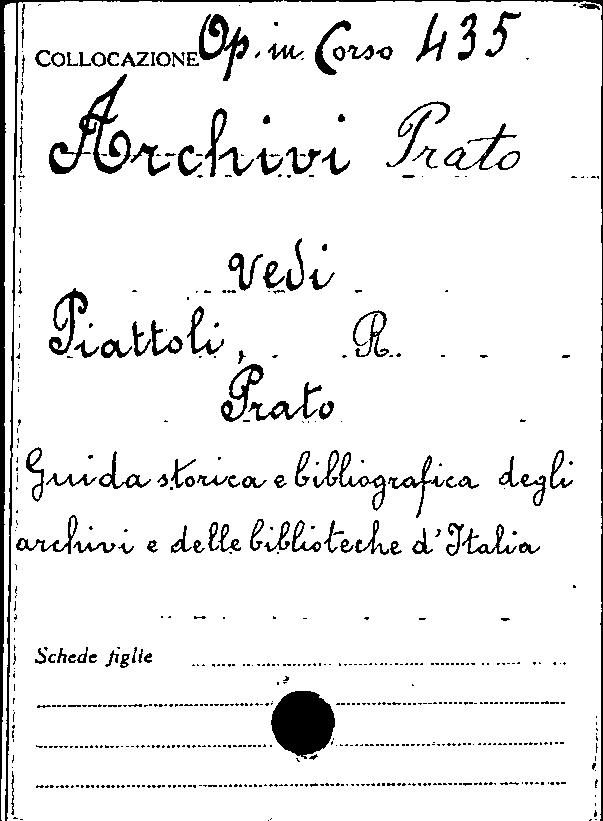 COLLOCAZIONE Op. in Corso 435
Archivi Prato
vedi
Piattoli, R.
Prato
Guida storica e bibliografica degli
archivi e delle biblioteche d'Italia
Schede figlie